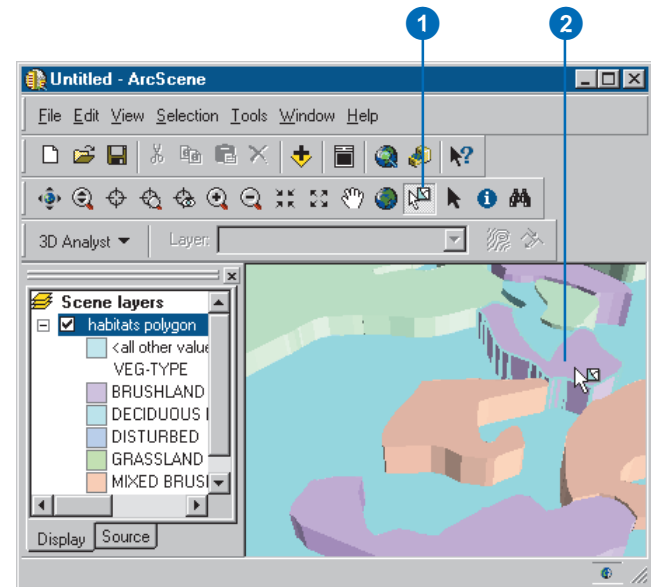 1 2
Untitled - ArcScene
File Edit View Selection Tools Window Help
3D Analyst Layer:
Scene layers
habitats polygon
<all other value
VEG-TYPE
BRUSHLAND
DECIDUOUS
DISTURBED
GRASSLAND
MIXED BRUSI
Display Source